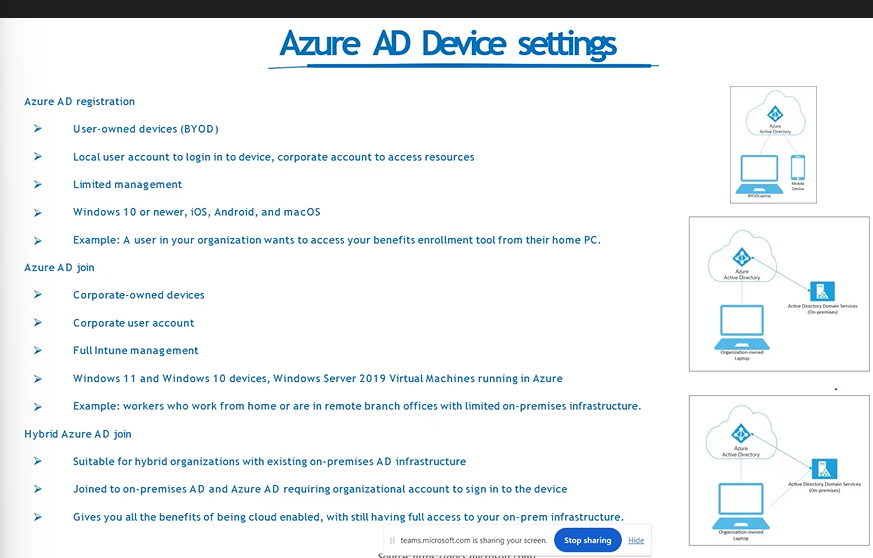 Azure AD Device settings
Azure AD registration
User-owned devices (BYOD)
Local user account to login in to device, corporate account to access resources
Limited management
Windows 10 or newer, iOS, Android, and macOS
Example: A user in your organization wants to access your benefits enrollment tool from their home PC.
Azure AD join
Corporate-owned devices
Corporate user account
Full Intune management
Windows 11 and Windows 10 devices, Windows Server 2019 Virtual Machines running in Azure
Example: workers who work from home or are in remote branch offices with limited on-premises infrastructure.
Hybrid Azure AD join
Suitable for hybrid organizations with existing on-premises AD infrastructure
Joined to on-premises AD and Azure AD requiring organizational account to sign in to the device
Gives you all the benefits of being cloud enabled, with still having full access to your on-prem infrastructure.
Azure
Active Directory
BYOD Laptop
Mobile
Device
Azure
Active Directory
Active Directory Domain Services
(On-premises)
Organization-owned
Laptop
Azure
Active Directory
Active Directory Domain Services
(On-premises)
Organization-owned
Laptop
teams.microsoft.com is sharing your screen.
Stop sharing
Hide
Source: https://docs.microsoft.com/